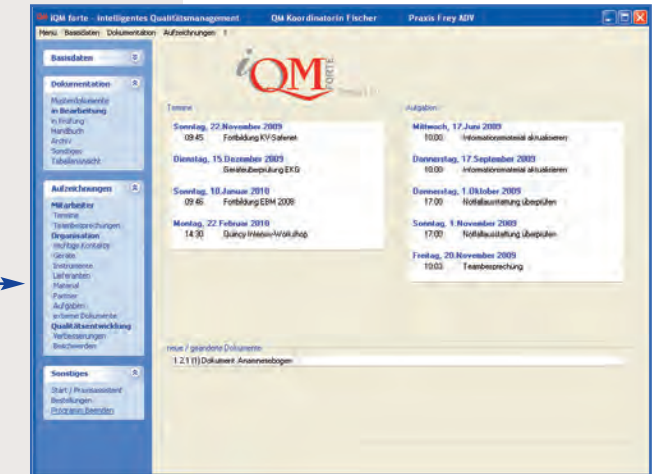 iQM forte - intelligentes Qualitätsmanagement QM Koordinatorin Fischer Praxis Frey ADV
Menü Basisdaten Dokumentation Aufzeichnungen ?
Basisdaten
Dokumentation
Musterdokumente
in Bearbeitung
in Prüfung
Handbuch
Archiv
Sonstiges
Tabellenansicht
Aufzeichnungen
Mitarbeiter
Termine
Teambesprechungen
Organisation
wichtige Kontakte
Geräte
Instrumente
Lieferanten
Material
Partner
Aufgaben
externe Dokumente
Qualitätsentwicklung
Verbesserungen
Beschwerden
Sonstiges
Start / Praxisassistent
Bestellungen
Programm beenden
iQM FORTE
Termine
Sonntag, 22.November 2009
09:45 Fortbildung KV-Safenet
Dienstag, 15.Dezember 2009
Geräteüberprüfung EKG
Sonntag, 10.Januar 2010
09:46 Fortbildung EBM 2008
Montag, 22.Februar 2010
14:30 Quincy Intensiv-Workshop
Aufgaben
Mittwoch, 17.Juni 2009
10:00 Informationsmaterial aktualisieren
Donnerstag, 17.September 2009
10:00 Informationsmaterial aktualisieren
Donnerstag, 1.Oktober 2009
17:00 Notfallausstattung überprüfen
Sonntag, 1.November 2009
17:00 Notfallausstattung überprüfen
Freitag, 20.November 2009
10:03 Teambesprechung
neue / geänderte Dokumente
1.2.1 (1) Dokument: Anamnesebogen